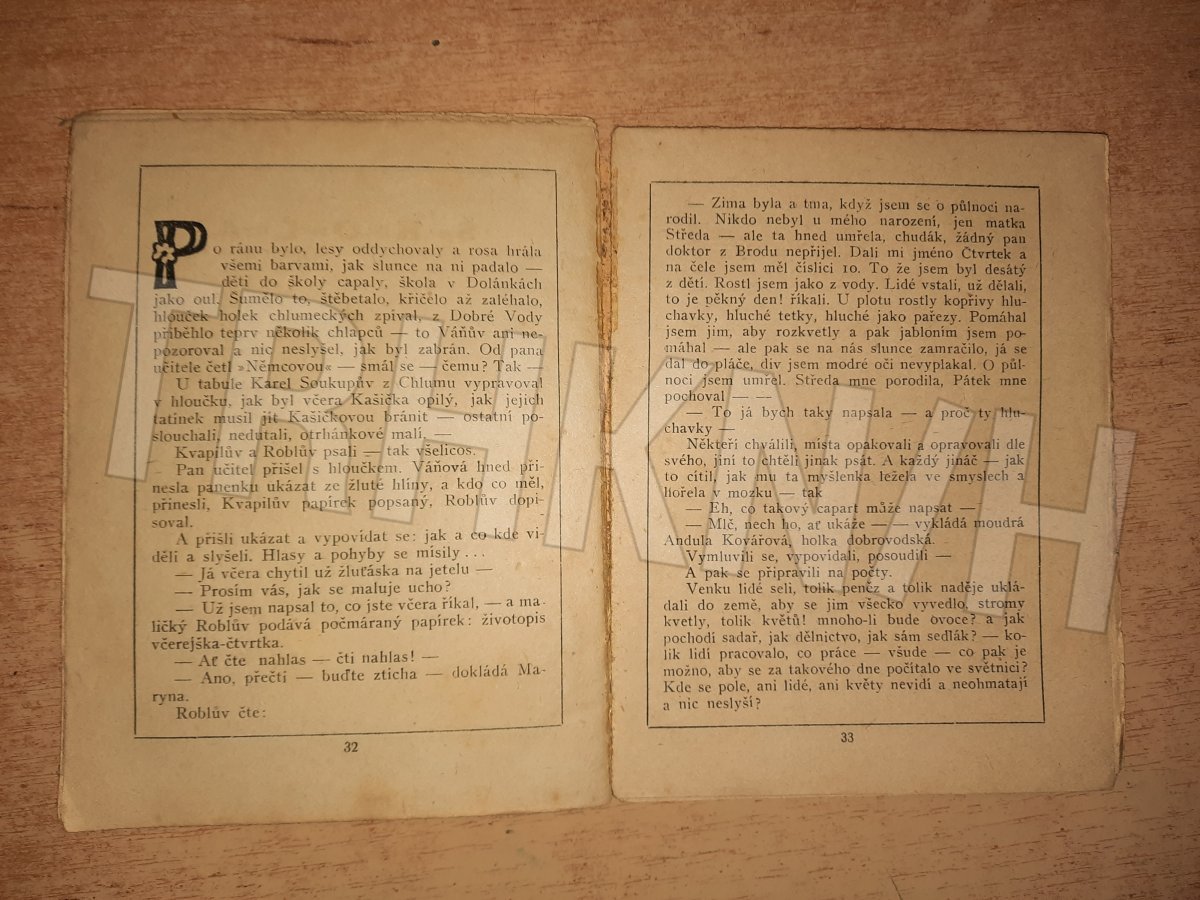 Po ránu bylo, lesy oddychovaly a rosa hrála
všemi barvami, jak slunce na ni padalo —
děti do školy capaly, škola v Dolánkách
jako oul. Šumělo to, štěbetalo, křičelo až zaléhalo,
hlouček holek chlumeckých zpíval, z Dobré Vody
přiběhlo teprv několik chlapců — to Váňův ani ne-
pozoroval a nic neslyšel, jak byl zabrán. Od pana
učitele četl »Němcovou« — smál se — čemu? Tak —
U tabule Karel Soukupův z Chlumu vypravoval
v hloučku, jak byl včera Kašička opilý, jak jejich
tatínek musil jít Kašičkovou bránit — ostatní po-
slouchali, nedutali, otrhánkové malí. —
Kvapilův a Roblův psali — tak všelicos.
Pan učitel přišel s hloučkem. Váňová hned při-
nesla panenku ukázat ze žluté hlíny, a kdo co měl,
přinesli, Kvapilův papírek popsaný, Roblův dopi-
soval.
A přišli ukázat a vypovídat se: jak a co kde vi-
děli a slyšeli. Hlasy a pohyby se mísily ...
— Já včera chytil už žluťáska na jetelu —
— Prosím vás, jak se maluje ucho?
— Už jsem napsal to, co jste včera říkal, — a ma-
ličký Roblův podává počmáraný papírek: životopis
včerejška-čtvrtka.
— Ať čte nahlas — čti nahlas! —
— Ano, přečti — buďte zticha — dokládá Ma-
ryna.
Roblův čte:
32
— Zima byla a tma, když jsem se o půlnoci na-
rodil. Nikdo nebyl u mého narození, jen matka
Středa — ale ta hned umřela, chudák, žádný pan
doktor z Brodu nepřijel. Dali mi jméno Čtvrtek a
na čele jsem měl číslici 10. To že jsem byl desátý
z dětí. Rostl jsem jako z vody. Lidé vstali, už dělali,
to je pěkný den! říkali. U plotu rostly kopřivy hlu-
chavky, hluché tetky, hluché jako pařezy. Pomáhal
jsem jim, aby rozkvetly a pak jabloním jsem po-
máhal — ale pak se na nás slunce zamračilo, já se
dal do pláče, div jsem modré oči nevyplakal. O půl-
noci jsem umřel. Středa mne porodila, Pátek mne
pochoval — —
— To já bych taky napsala — a proč ty hlu-
chavky —
Někteří chválili, místa opakovali a opravovali dle
svého, jiní to chtěli jinak psát. A každý jináč — jak
to cítil, jak mu ta myšlenka ležela ve smyslech a
hořela v mozku — tak
— Eh, co takový capart může napsat —
— Mlč, nech ho, ať ukáže — — vykládá moudrá
Andula Kovářová, holka dobrovodská.
Vymluvili se, vypovídali, posoudili —
A pak se připravili na počty.
Venku lidé seli, tolik peněz a tolik naděje uklá-
dali do země, aby se jim všecko vyvedlo, stromy
kvetly, tolik květů! mnoho-li bude ovoce? a jak
pochodí sadař, jak dělnictvo, jak sám sedlák? — ko-
lik lidí pracovalo, co práce — všude — co pak je
možno, aby se za takového dne počítalo ve světnici?
Kde se pole, ani lidé, ani květy nevidí a neohmatají
a nic neslyší?
33
TRHKNIH